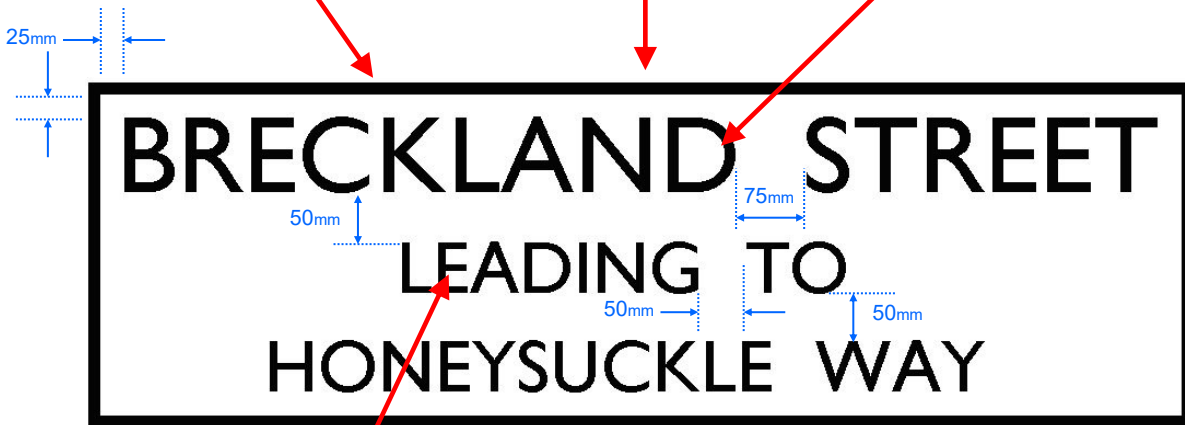 25mm
BRECKLAND STREET
75mm
50mm
LEADING TO
50mm
50mm
HONEYSUCKLE WAY